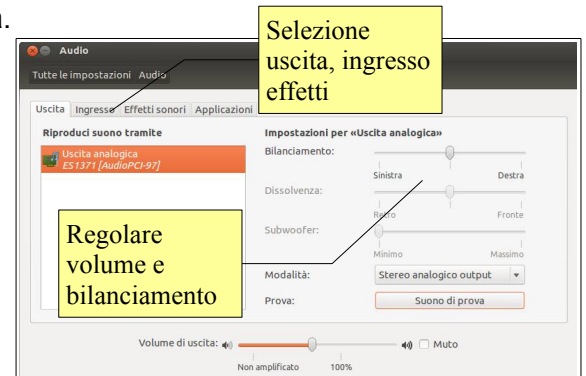 .
Audio
Tutte le impostazioni Audio
Selezione
uscita, ingresso
effetti
Uscita Ingresso Effetti sonori Applicazioni
Riproduci suono tramite
Uscita analogica
ES1371 [AudioPCI-97]
Impostazioni per «Uscita analogica»
Bilanciamento:
Sinistra Destra
Dissolvenza:
Retro Fronte
Subwoofer:
Minimo Massimo
Modalità: Stereo analogico output
Prova: Suono di prova
Regolare
volume e
bilanciamento
Volume di uscita: Muto
Non amplificato 100%